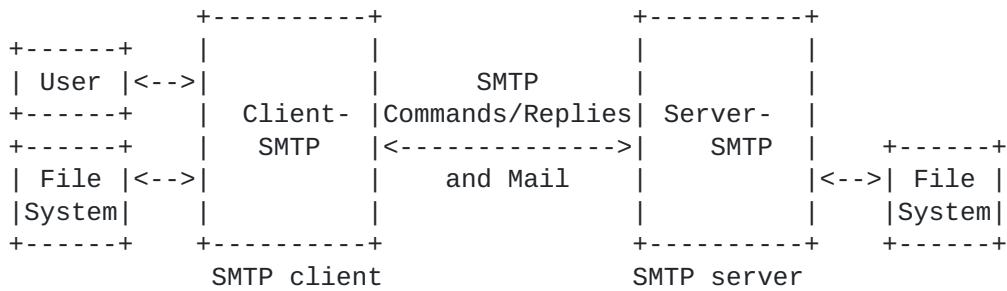 +----------+                +----------+
+------+    |          |                |          |
| User |<-->|          |      SMTP      |          |
+------+    |  Client- |Commands/Replies| Server-  |
+------+    |   SMTP   |<-------------->|    SMTP  |    +------+
| File |<-->|          |    and Mail    |          |<-->| File |
|System|    |          |                |          |    |System|
+------+    +----------+                +----------+    +------+
             SMTP client                SMTP server